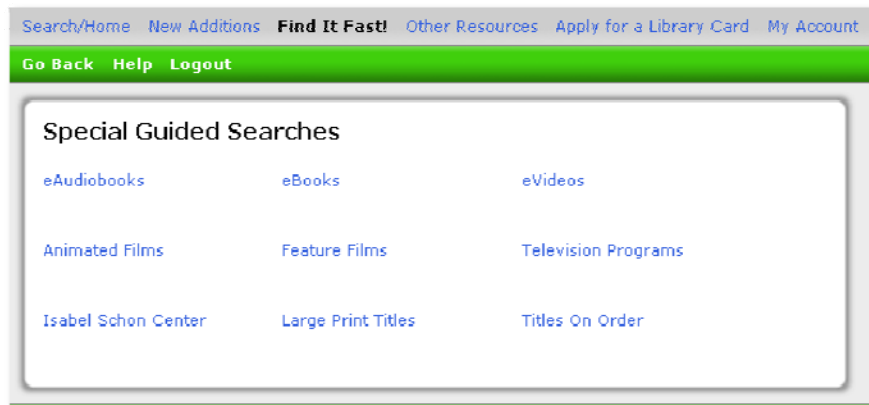 Search/Home New Additions Find It Fast! Other Resources Apply for a Library Card My Account
Go Back Help Logout
Special Guided Searches
eAudiobooks eBooks eVideos
Animated Films Feature Films Television Programs
Isabel Schon Center Large Print Titles Titles On Order